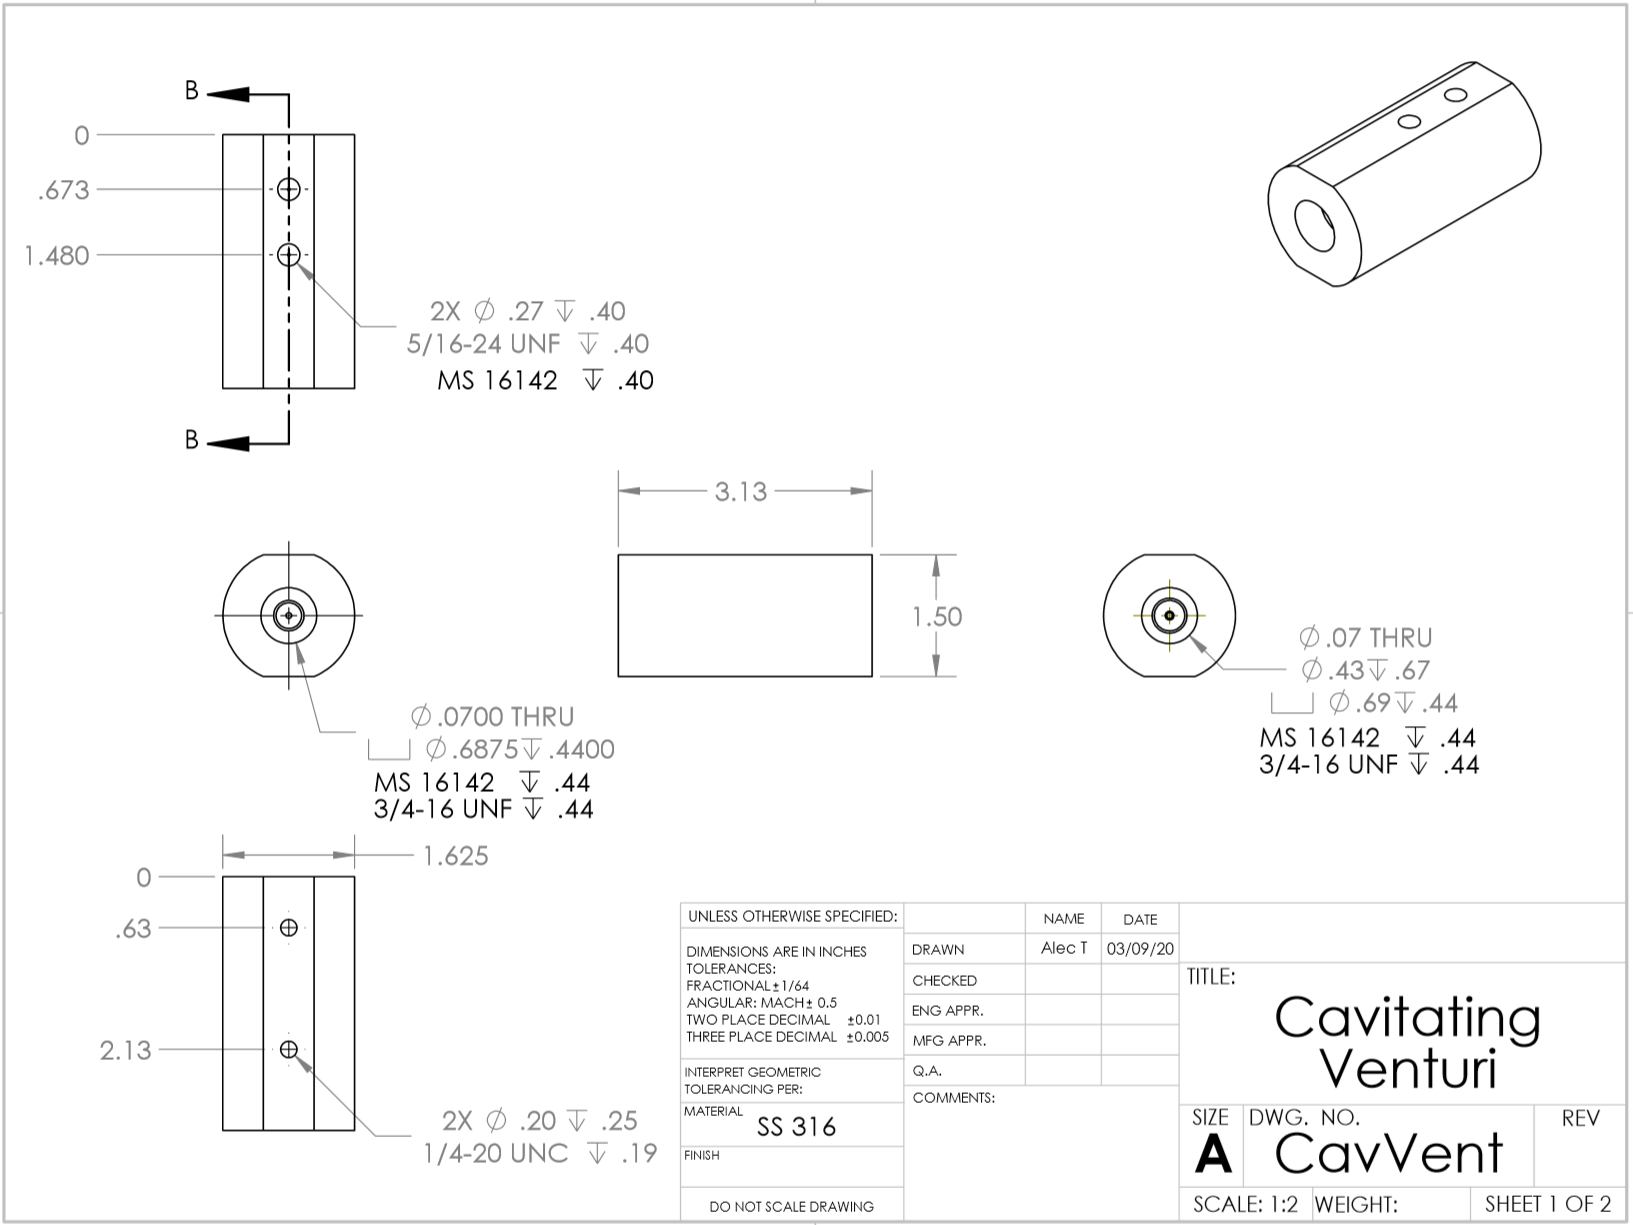 B
0
.673
1.480
2X ⌀ .27 ↧ .40
5/16-24 UNF ↧ .40
MS 16142 ↧ .40
B
3.13
1.50
⌀.07 THRU
⌀.43↧.67
⌴ ⌀.69↧.44
MS 16142 ↧ .44
3/4-16 UNF ↧ .44
⌀.0700 THRU
⌴ ⌀.6875↧.4400
MS 16142 ↧ .44
3/4-16 UNF ↧ .44
1.625
0
.63
2.13
2X ⌀ .20 ↧ .25
1/4-20 UNC ↧ .19
UNLESS OTHERWISE SPECIFIED:
DIMENSIONS ARE IN INCHES
TOLERANCES:
FRACTIONAL±1/64
ANGULAR: MACH± 0.5
TWO PLACE DECIMAL ±0.01
THREE PLACE DECIMAL ±0.005
INTERPRET GEOMETRIC
TOLERANCING PER:
MATERIAL
SS 316
FINISH
DO NOT SCALE DRAWING
NAME DATE
DRAWN Alec T 03/09/20
CHECKED
ENG APPR.
MFG APPR.
Q.A.
COMMENTS:
TITLE:
Cavitating
Venturi
SIZE DWG. NO. REV
A CavVent
SCALE: 1:2 WEIGHT: SHEET 1 OF 2